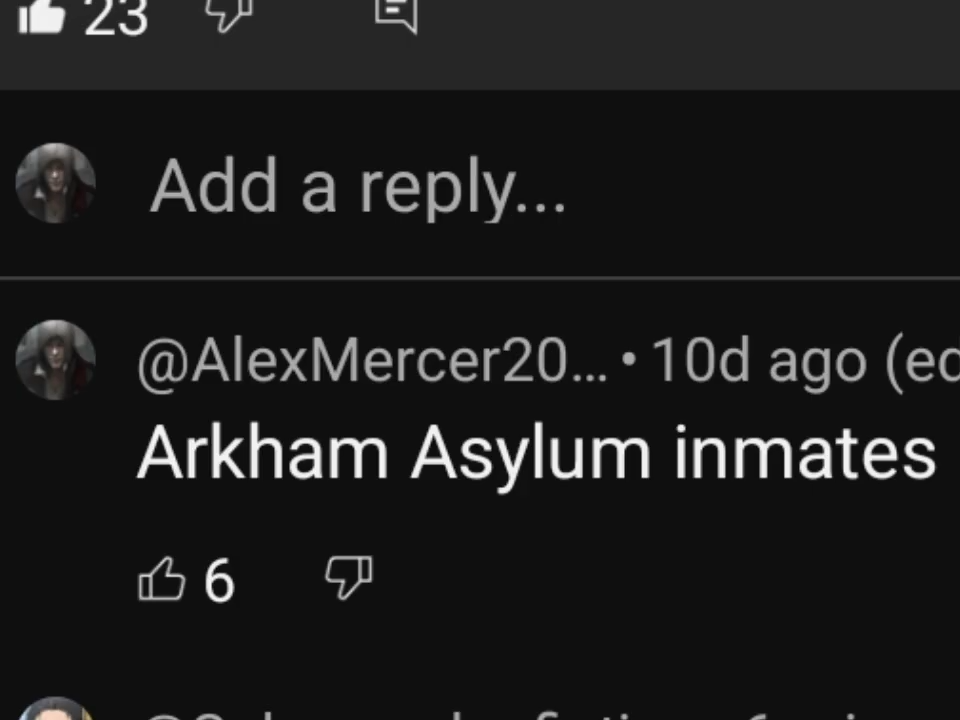 23
Add a reply...
@AlexMercer20... • 10d ago (ed
Arkham Asylum inmates
6